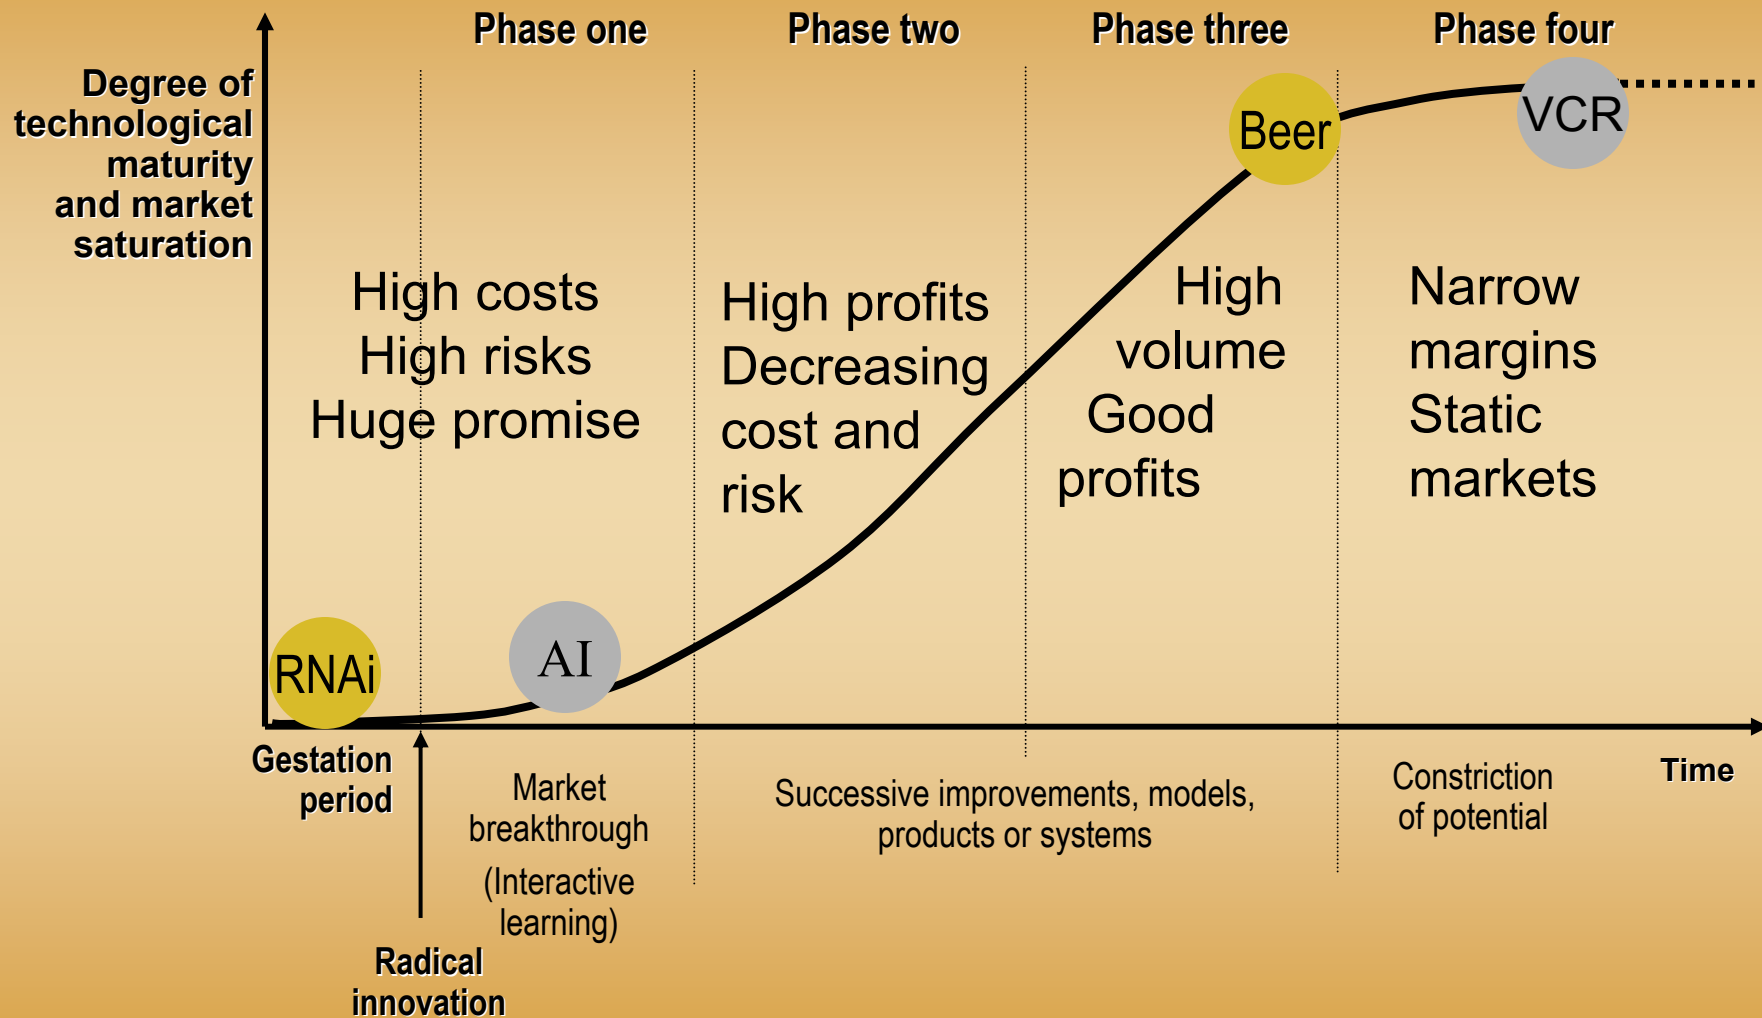 Phase one
Phase two
Phase three
Phase four
Degree of
technological
maturity
and market
saturation
Beer
VCR
High costs
High risks
Huge promise
High profits
Decreasing
cost and
risk
High
volume
Good
profits
Narrow
margins
Static
markets
RNAi
AI
Gestation
period
Market
breakthrough
(Interactive
learning)
Successive improvements, models,
products or systems
Constriction
of potential
Time
Radical
innovation